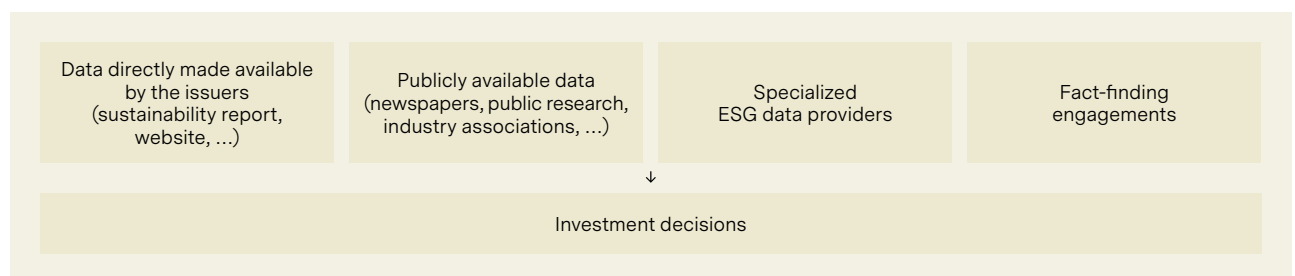 Data directly made available
by the issuers
(sustainability report,
website, ...)
Publicly available data
(newspapers, public research,
industry associations, ...)
Specialized
ESG data providers
Fact-finding
engagements
↓
Investment decisions